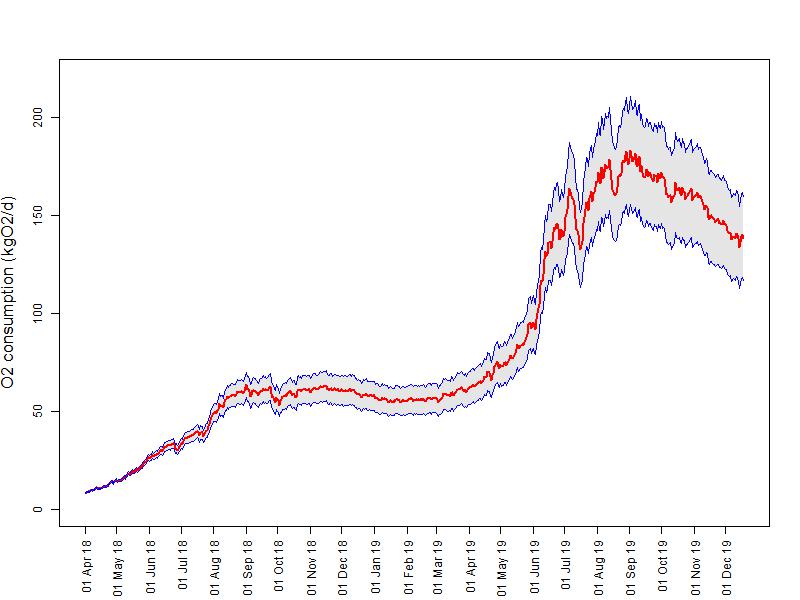 O2 consumption (kgO2/d)
200
150
100
50
0
01 Apr 18
01 May 18
01 Jun 18
01 Jul 18
01 Aug 18
01 Sep 18
01 Oct 18
01 Nov 18
01 Dec 18
01 Jan 19
01 Feb 19
01 Mar 19
01 Apr 19
01 May 19
01 Jun 19
01 Jul 19
01 Aug 19
01 Sep 19
01 Oct 19
01 Nov 19
01 Dec 19